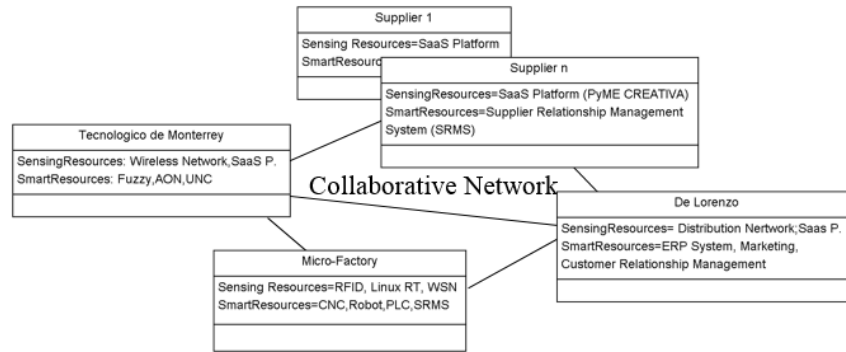 Supplier 1
Sensing Resources=SaaS Platform
Supplier n
SensingResources=SaaS Platform (PyME CREATIVA)
SmartResources=Supplier Relationship Management
System (SRMS)
Tecnologico de Monterrey
SensingResources: Wireless Network,SaaS P.
SmartResources: Fuzzy,AON,UNC
Collaborative Network
De Lorenzo
SensingResources= Distribution Nertwork;Saas P.
SmartResources=ERP System, Marketing,
Customer Relationship Management
Micro-Factory
Sensing Resources=RFID, Linux RT, WSN
SmartResources=CNC,Robot,PLC,SRMS